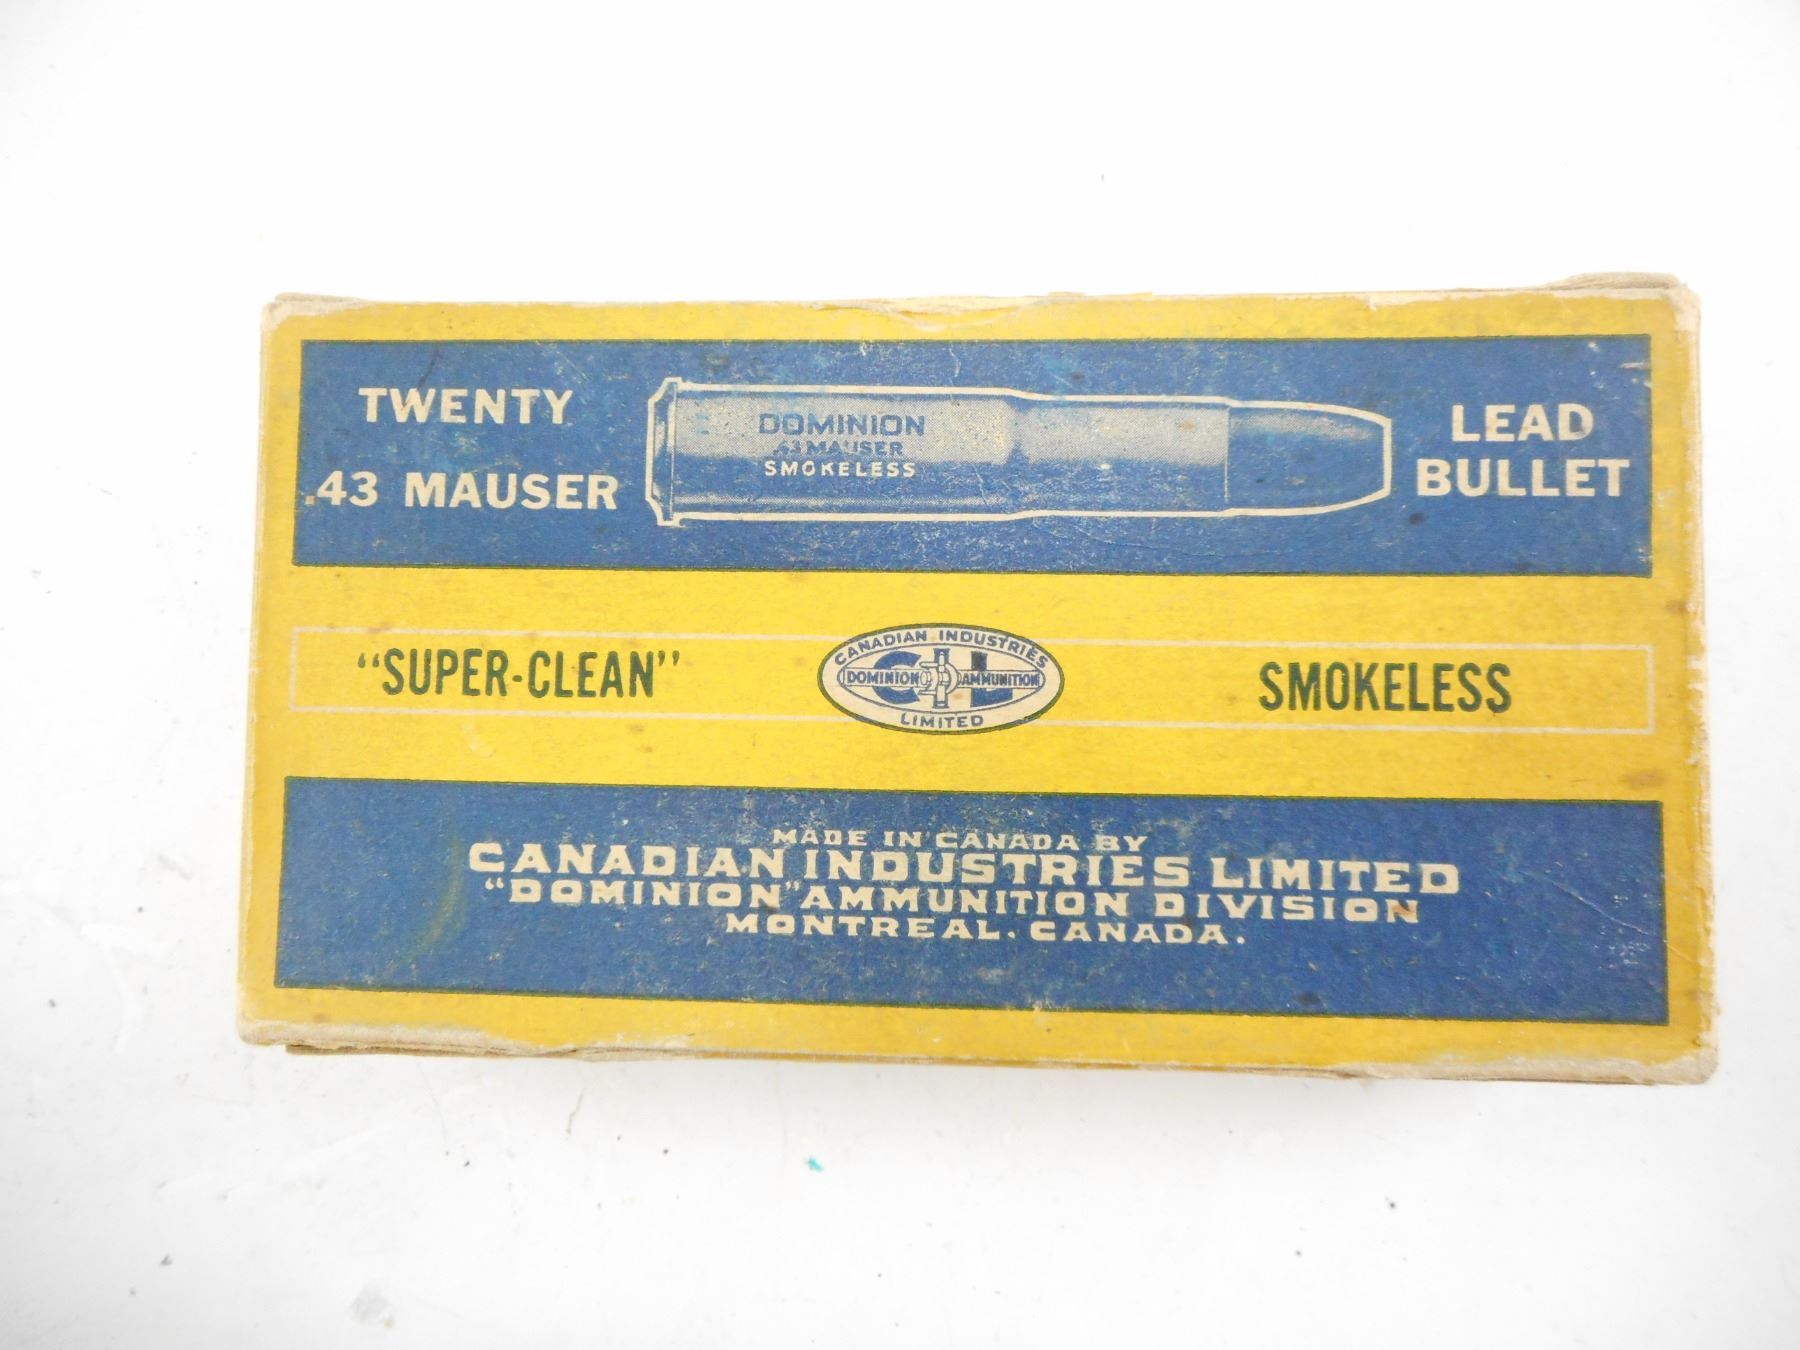 TWENTY
.43 MAUSER
DOMINION
.43 MAUSER
SMOKELESS
LEAD
BULLET
"SUPER-CLEAN"
CANADIAN INDUSTRIES
CIL
DOMINION AMMUNITION
LIMITED
SMOKELESS
MADE IN CANADA BY
CANADIAN INDUSTRIES LIMITED
"DOMINION" AMMUNITION DIVISION
MONTREAL. CANADA.